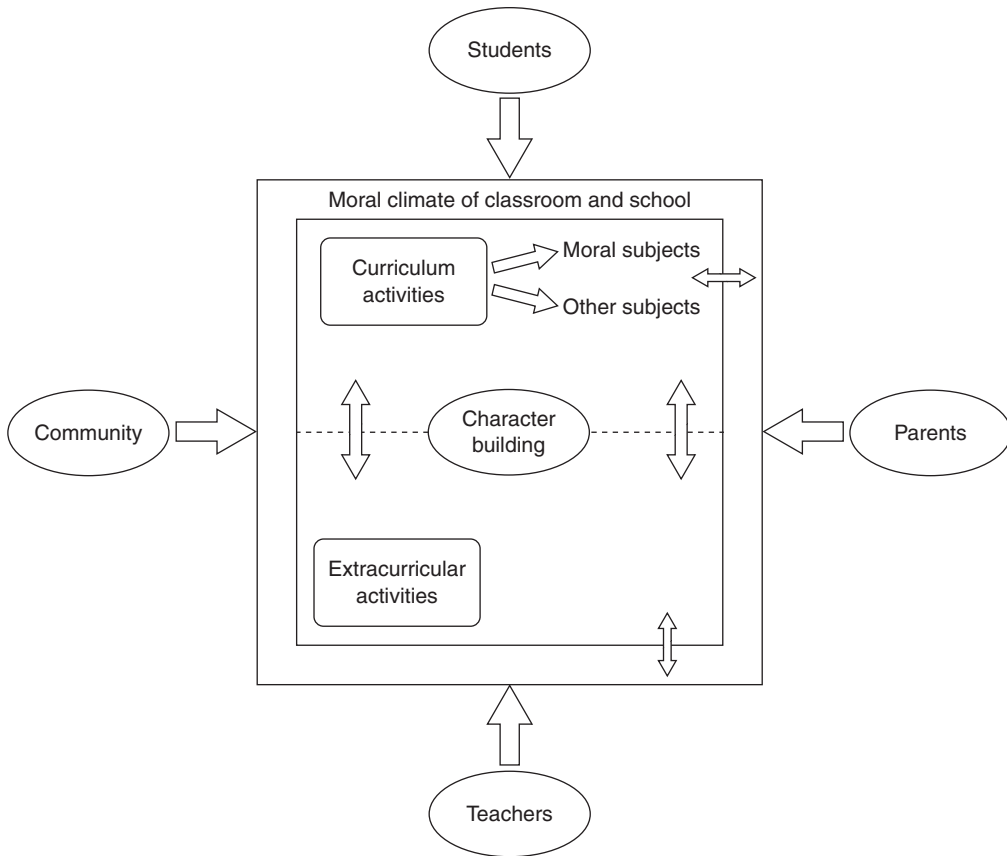 Students
Moral climate of classroom and school
Curriculum
activities
Moral subjects
Other subjects
Community
Character
building
Parents
Extracurricular
activities
Teachers